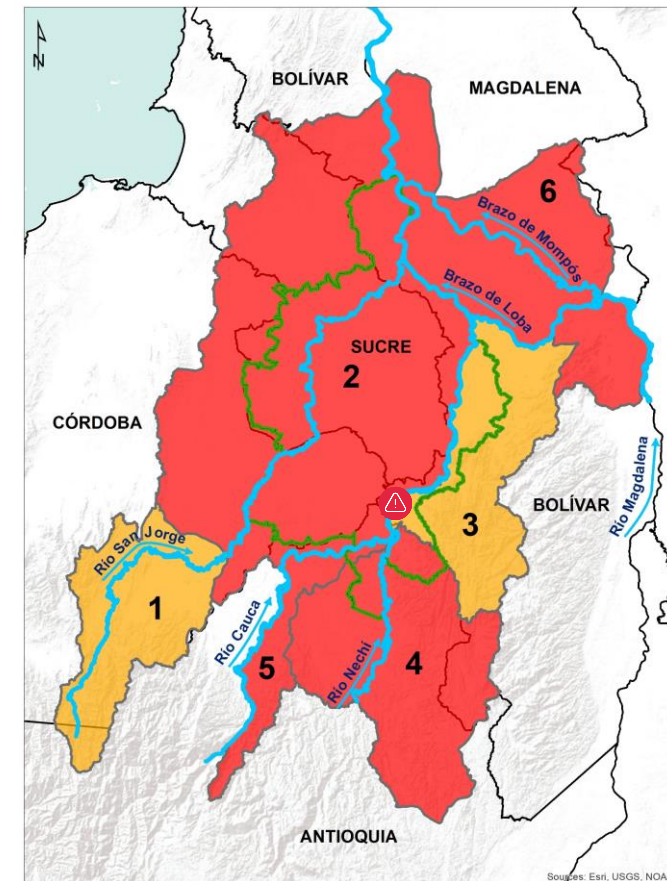 N
BOLÍVAR
MAGDALENA
6
Brazo de Mompós
Brazo de Loba
SUCRE
2
CÓRDOBA
BOLÍVAR
Río Magdalena
3
Río San Jorge
1
Río Cauca
5
Río Nechí
4
ANTIOQUIA
Sources: Esri, USGS, NOA